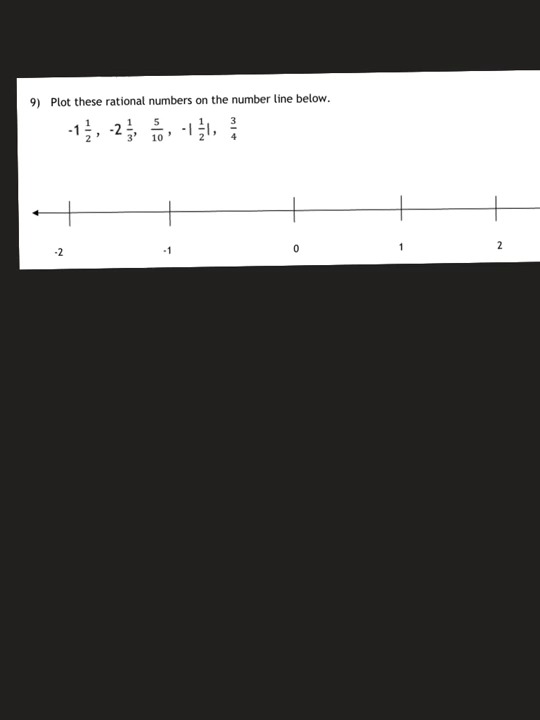 9) Plot these rational numbers on the number line below.
-1 1/2, -2 1/3, 5/10, -|1/2|, 3/4
-2 -1 0 1 2